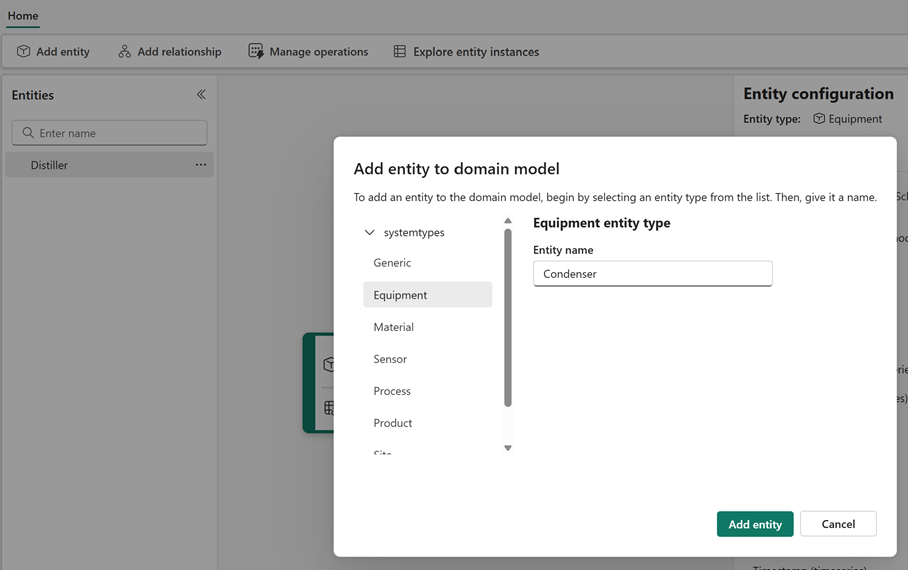 Home
Add entity
Add relationship
Manage operations
Explore entity instances
Entities
Enter name
Distiller
Entity configuration
Entity type: Equipment
Add entity to domain model
To add an entity to the domain model, begin by selecting an entity type from the list. Then, give it a name.
systemtypes
Generic
Equipment
Material
Sensor
Process
Product
Equipment entity type
Entity name
Condenser
Add entity
Cancel
Timestamp (timeseries)